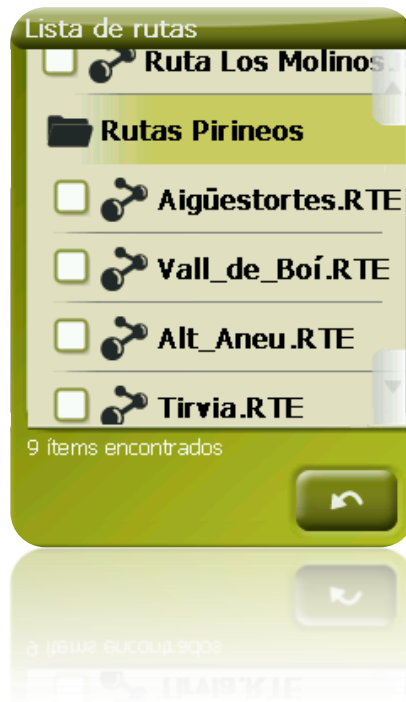 Lista de rutas
Ruta Los Molinos.
Rutas Pirineos
Aigüestortes.RTE
Vall_de_Boí.RTE
Alt_Aneu.RTE
Tirvia.RTE
9 ítems encontrados